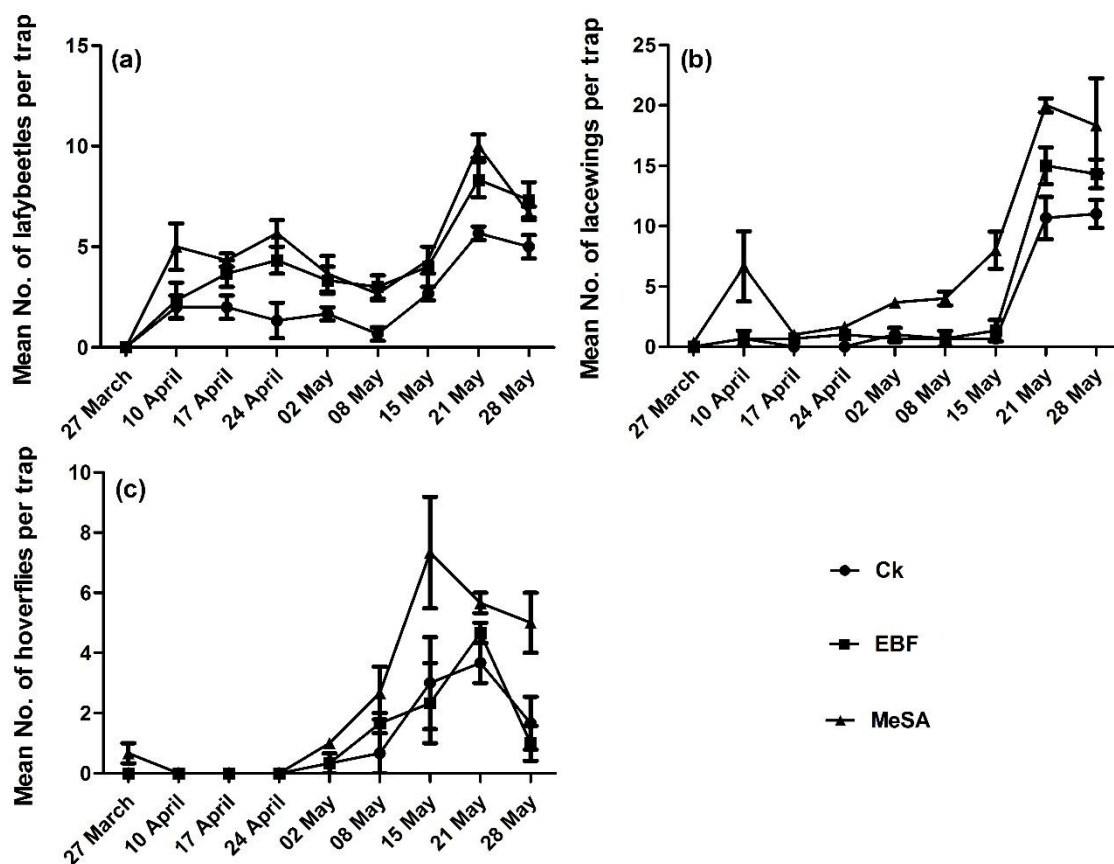 (a)
Mean No. of lafybeetles per trap
15
10
5
0
27 March
10 April
17 April
24 April
02 May
08 May
15 May
21 May
28 May
(b)
Mean No. of lacewings per trap
25
20
15
10
5
0
27 March
10 April
17 April
24 April
02 May
08 May
15 May
21 May
28 May
(c)
Mean No. of hoverflies per trap
10
8
6
4
2
0
27 March
10 April
17 April
24 April
02 May
08 May
15 May
21 May
28 May
Ck
EBF
MeSA